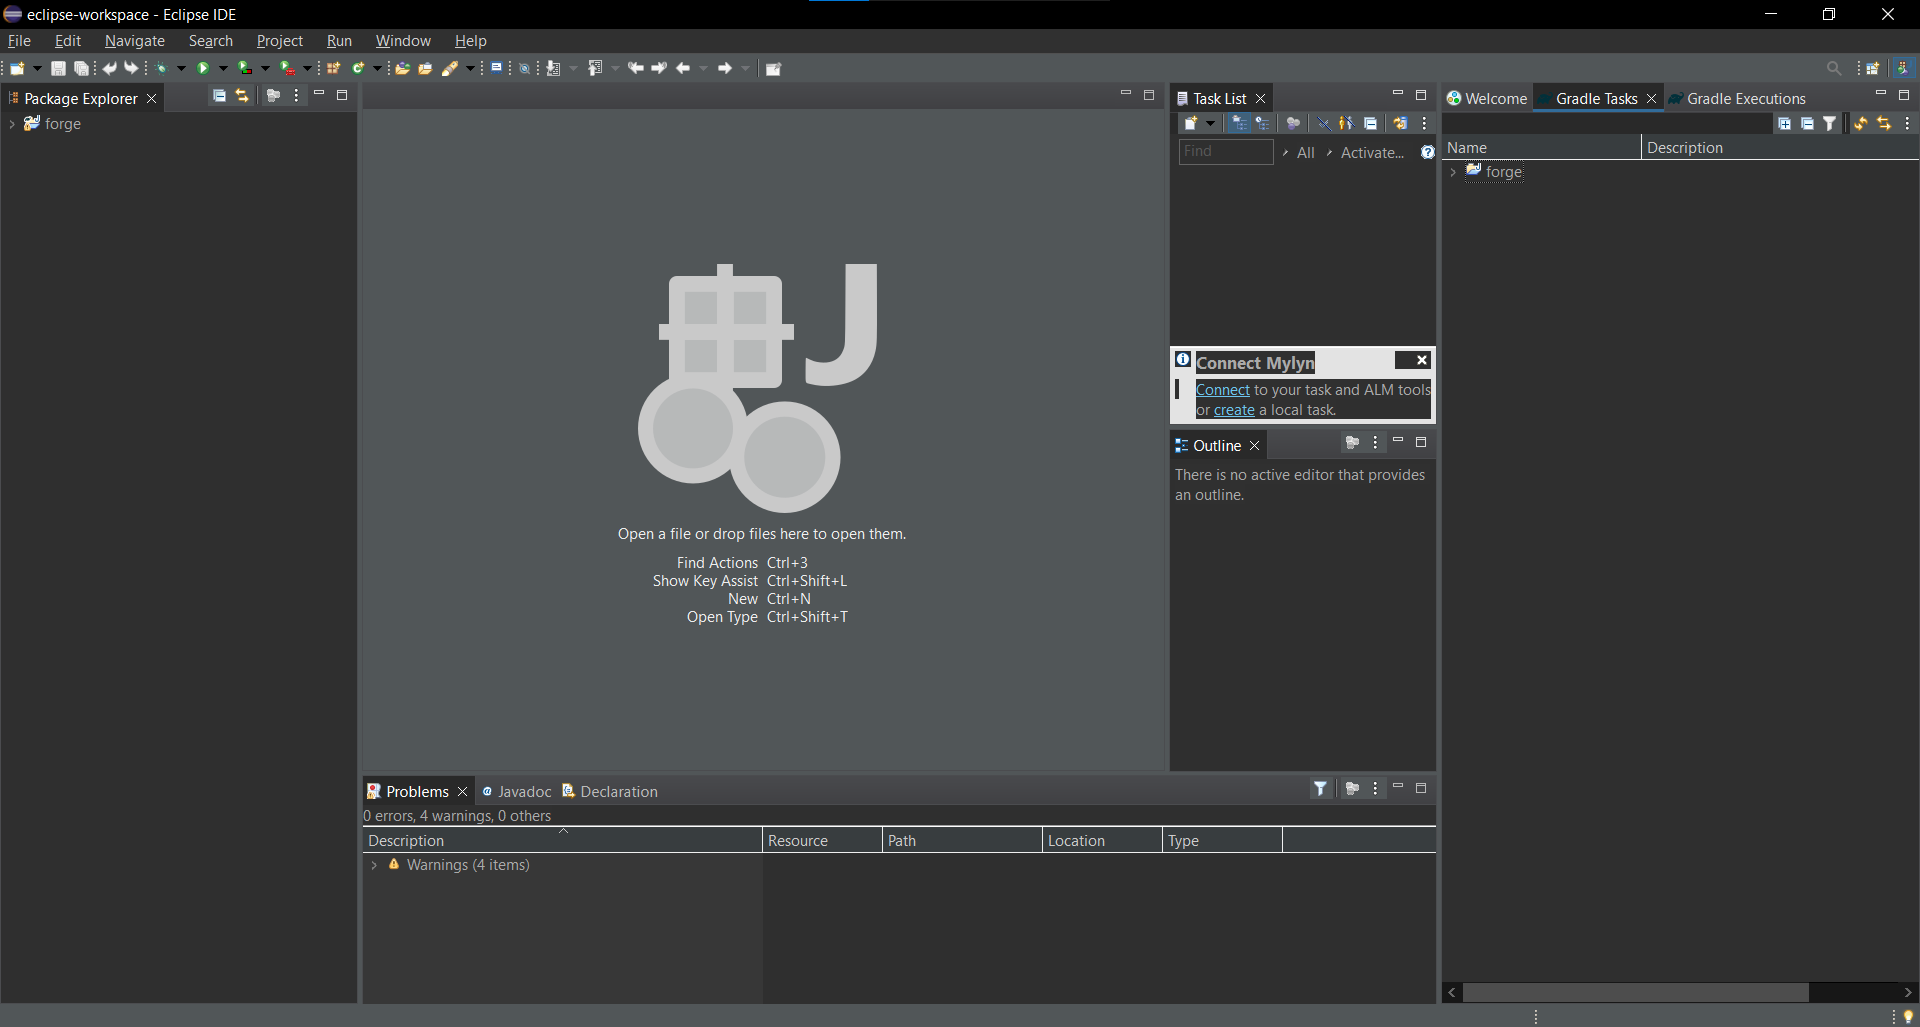 eclipse-workspace - Eclipse IDE
File Edit Navigate Search Project Run Window Help
Package Explorer
forge
Open a file or drop files here to open them.
Find Actions Ctrl+3
Show Key Assist Ctrl+Shift+L
New Ctrl+N
Open Type Ctrl+Shift+T
Task List
Find All Activate...
Connect Mylyn
Connect to your task and ALM tools
or create a local task.
Outline
There is no active editor that provides
an outline.
Welcome Gradle Tasks Gradle Executions
Name Description
forge
Problems Javadoc Declaration
0 errors, 4 warnings, 0 others
Description Resource Path Location Type
Warnings (4 items)